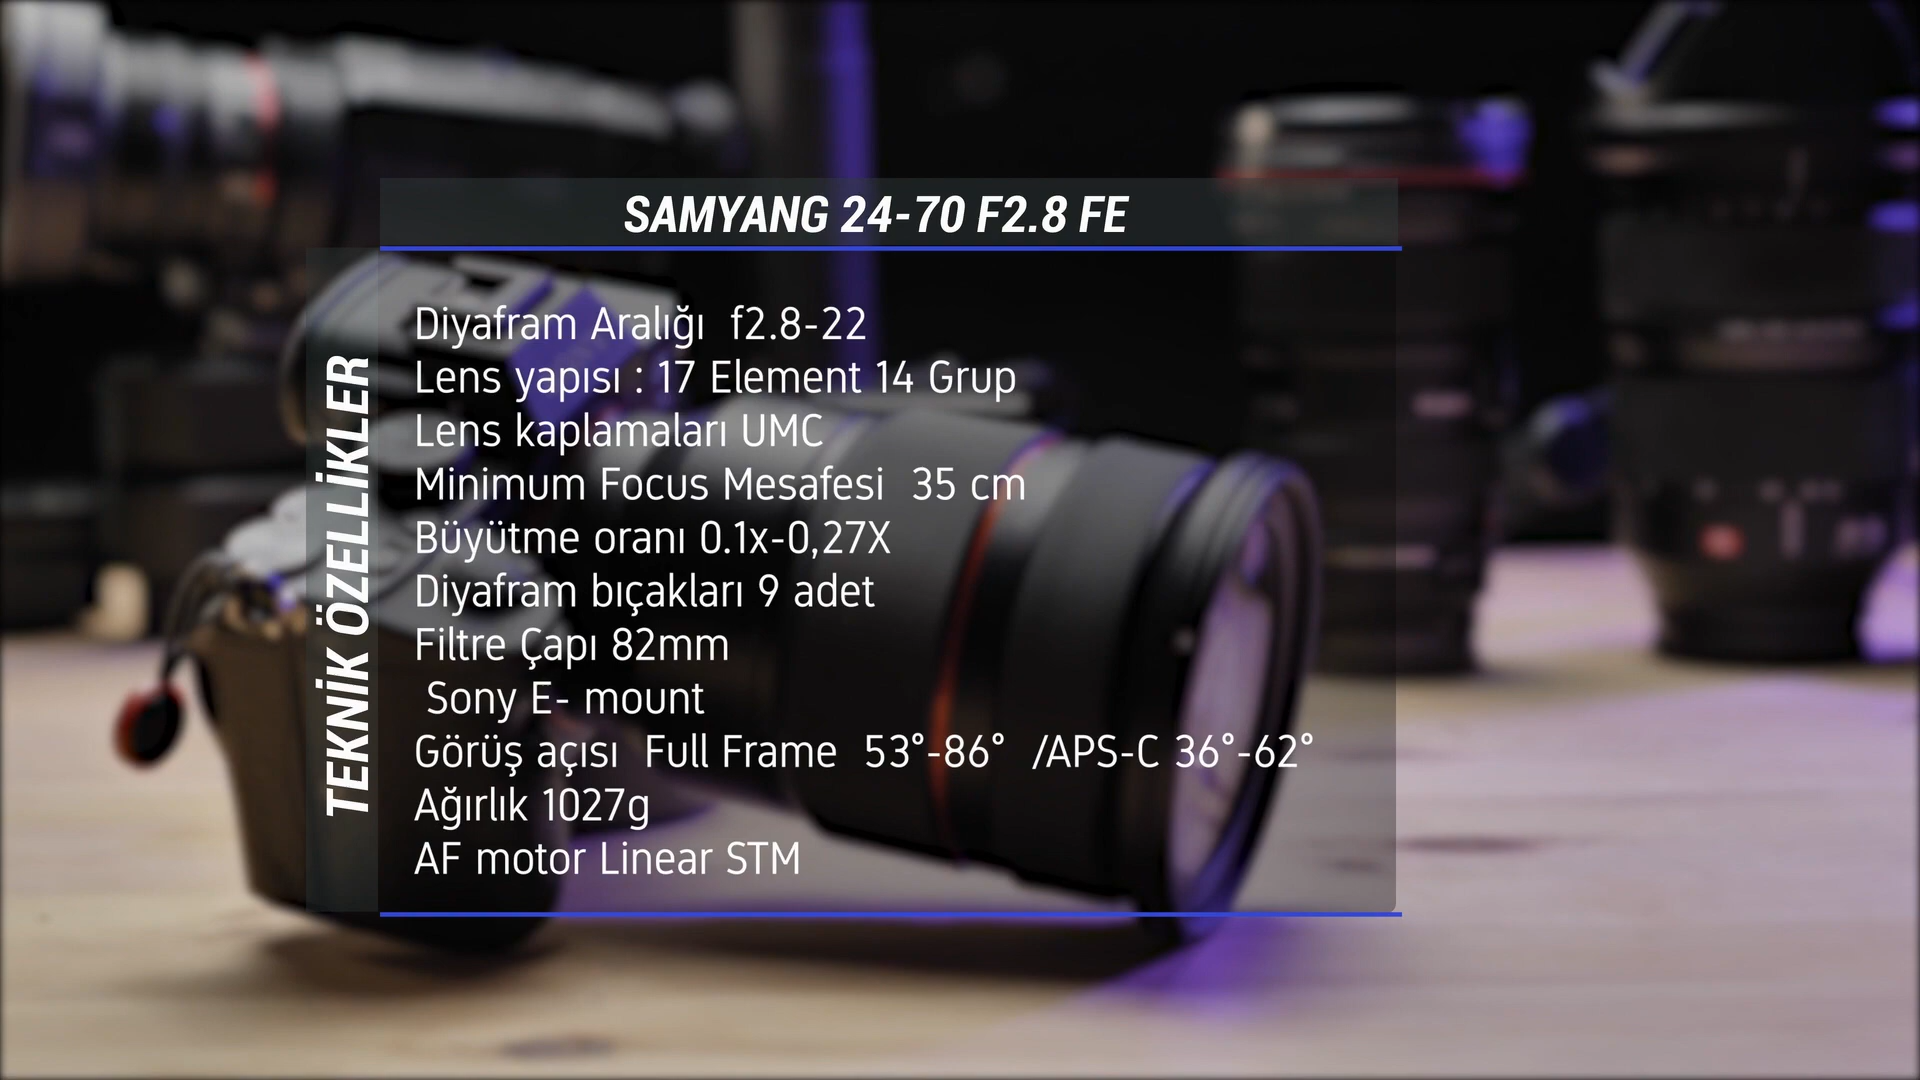 SAMYANG 24-70 F2.8 FE
TEKNİK ÖZELLİKLER
Diyafram Aralığı f2.8-22
Lens yapısı : 17 Element 14 Grup
Lens kaplamaları UMC
Minimum Focus Mesafesi 35 cm
Büyütme oranı 0.1x-0,27X
Diyafram bıçakları 9 adet
Filtre Çapı 82mm
Sony E- mount
Görüş açısı Full Frame 53°-86° /APS-C 36°-62°
Ağırlık 1027g
AF motor Linear STM